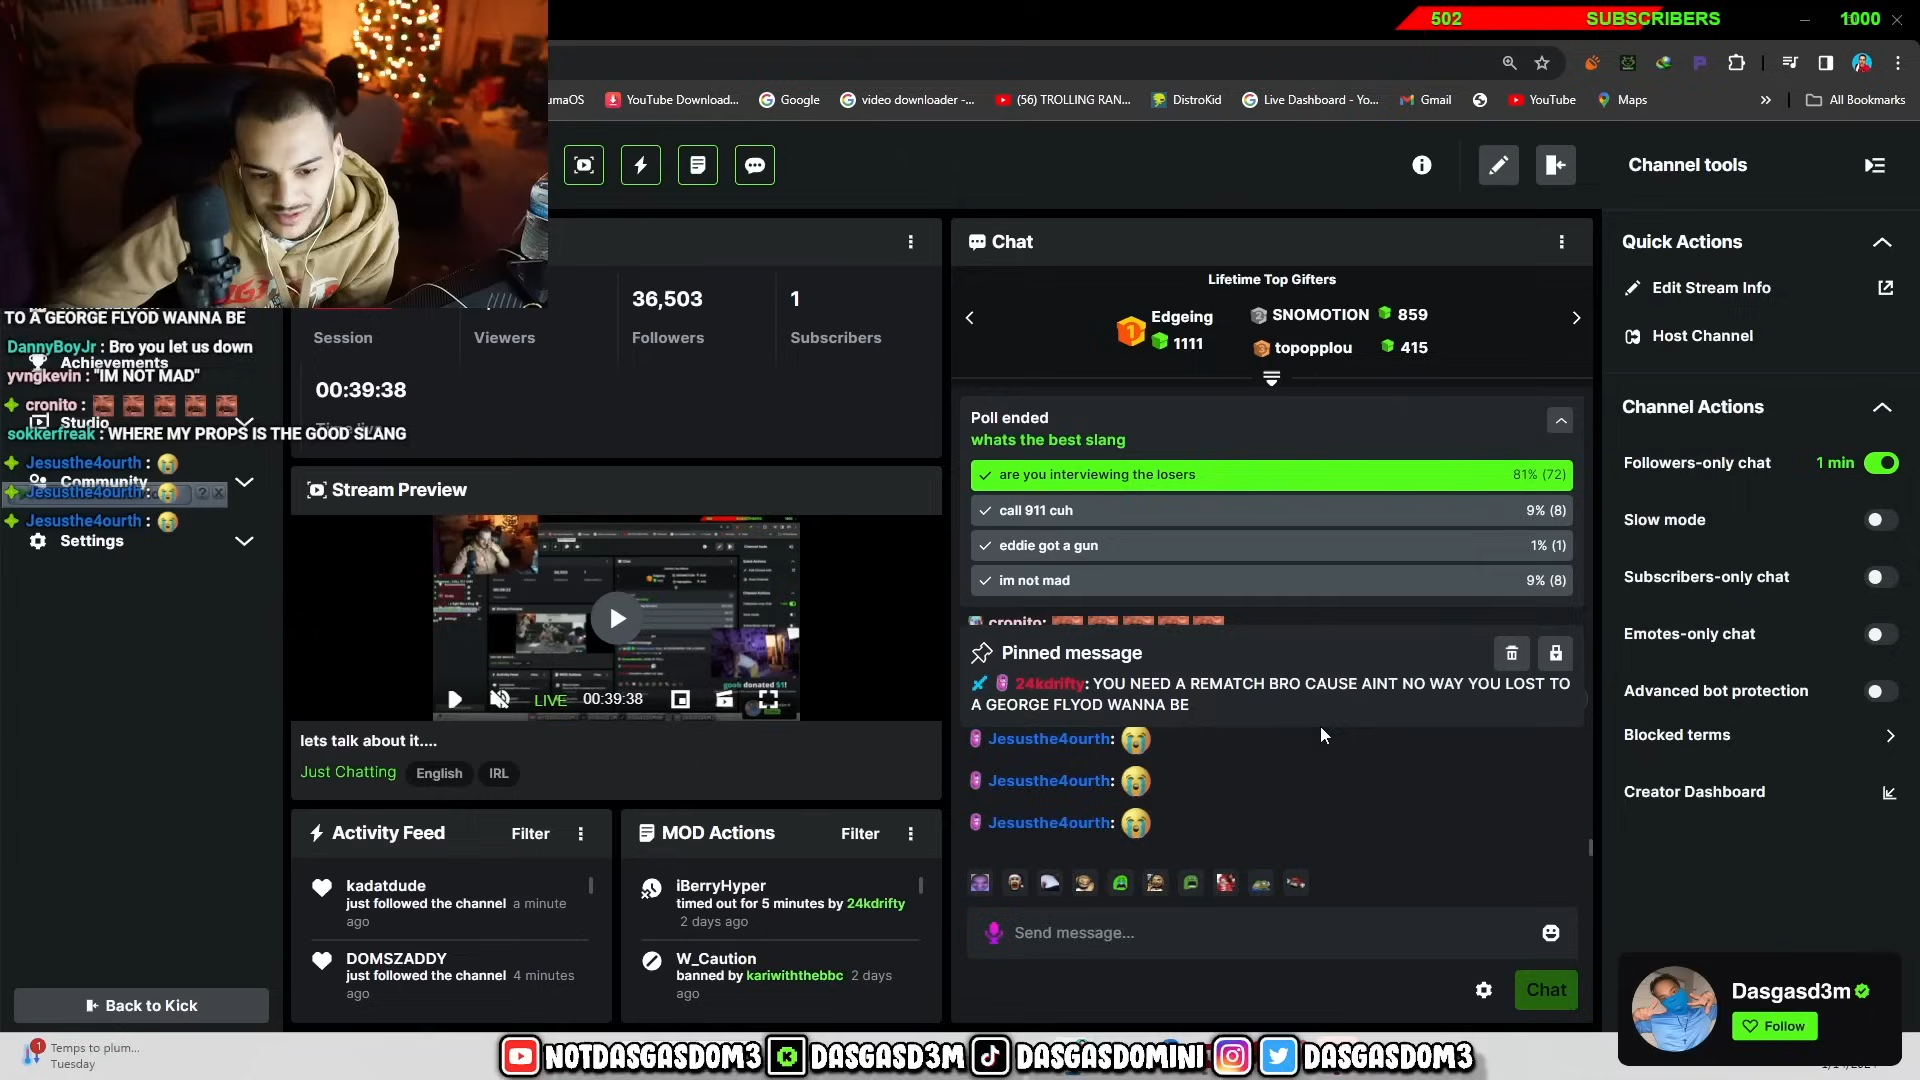 502 SUBSCRIBERS 1000
umaOS YouTube Download... Google video downloader -... (56) TROLLING RAN... DistroKid Live Dashboard - Yo... Gmail YouTube Maps All Bookmarks
Channel tools
Session
Viewers
36,503
Followers
1
Subscribers
00:39:38
TO A GEORGE FLYOD WANNA BE
DannyBoyJr : Bro you let us down
Achievements
yvngkevin : "IM NOT MAD"
cronito :
Studio
sokkerfreak : WHERE MY PROPS IS THE GOOD SLANG
Jesusthe4ourth :
Community
Jesusthe4ourth :
Jesusthe4ourth :
Settings
Back to Kick
Stream Preview
LIVE 00:39:38
lets talk about it....
Just Chatting English IRL
Activity Feed Filter
kadatdude
just followed the channel a minute
ago
DOMSZADDY
just followed the channel 4 minutes
ago
MOD Actions Filter
iBerryHyper
timed out for 5 minutes by 24kdrifty
2 days ago
W_Caution
banned by kariwiththebbc 2 days
ago
Chat
Lifetime Top Gifters
Edgeing
1111
SNOMOTION 859
topopplou 415
Poll ended
whats the best slang
are you interviewing the losers 81% (72)
call 911 cuh 9% (8)
eddie got a gun 1% (1)
im not mad 9% (8)
cronito:
Pinned message
24kdrifty: YOU NEED A REMATCH BRO CAUSE AINT NO WAY YOU LOST TO
A GEORGE FLYOD WANNA BE
Jesusthe4ourth:
Jesusthe4ourth:
Jesusthe4ourth:
Send message...
Chat
Quick Actions
Edit Stream Info
Host Channel
Channel Actions
Followers-only chat 1 min
Slow mode
Subscribers-only chat
Emotes-only chat
Advanced bot protection
Blocked terms
Creator Dashboard
Dasgasd3m
Follow
1 Temps to plum...
Tuesday
NOTDASGASDOM3 DASGASD3M DASGASDOMINI DASGASDOM3